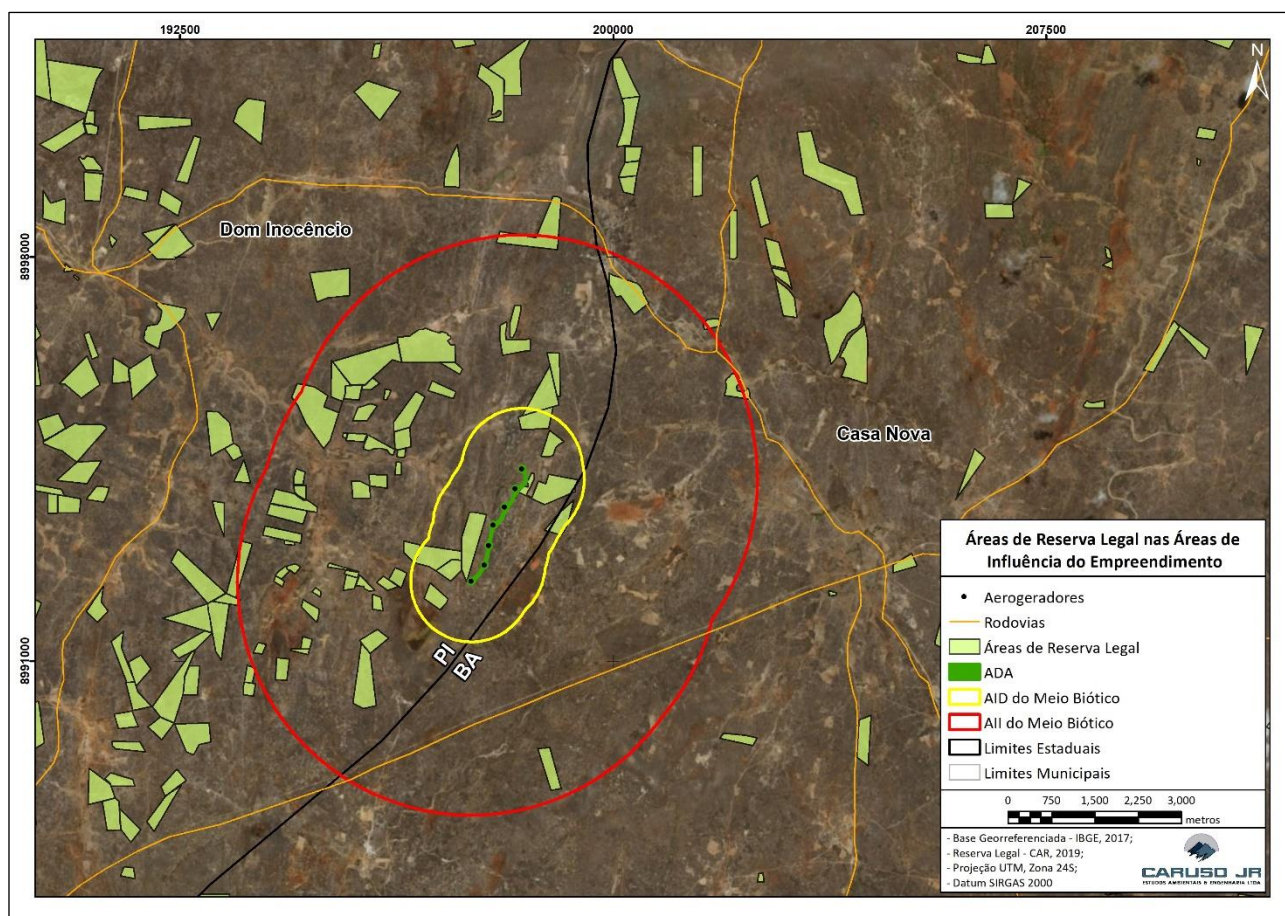 192500
200000
207500
N
8998000
Dom Inocêncio
Casa Nova
8991000
PI
BA
Áreas de Reserva Legal nas Áreas de
Influência do Empreendimento
Aerogeradores
Rodovias
Áreas de Reserva Legal
ADA
AID do Meio Biótico
AII do Meio Biótico
Limites Estaduais
Limites Municipais
0 750 1,500 2,250 3,000
metros
- Base Georreferenciada - IBGE, 2017;
- Reserva Legal - CAR, 2019;
- Projeção UTM, Zona 24S;
- Datum SIRGAS 2000
CARUSO JR
ESTUDOS AMBIENTAIS & ENGENHARIA LTDA